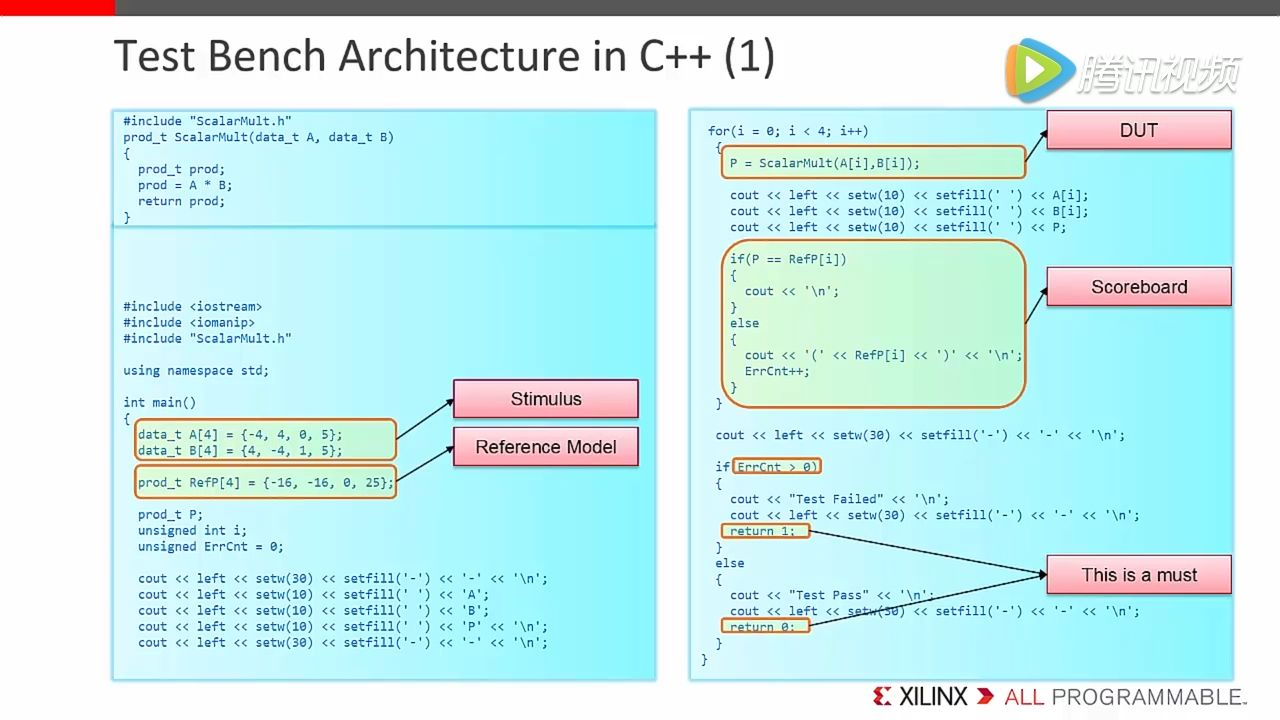 Test Bench Architecture in C++ (1)
腾讯视频
#include "ScalarMult.h"
prod_t ScalarMult(data_t A, data_t B)
{
  prod_t prod;
  prod = A * B;
  return prod;
}
#include <iostream>
#include <iomanip>
#include "ScalarMult.h"
using namespace std;
int main()
{
  data_t A[4] = {-4, 4, 0, 5};
  data_t B[4] = {4, -4, 1, 5};
Stimulus
  prod_t RefP[4] = {-16, -16, 0, 25};
Reference Model
  prod_t P;
  unsigned int i;
  unsigned ErrCnt = 0;
  cout << left << setw(30) << setfill('-') << '-' << '\n';
  cout << left << setw(10) << setfill(' ') << 'A';
  cout << left << setw(10) << setfill(' ') << 'B';
  cout << left << setw(10) << setfill(' ') << 'P' << '\n';
  cout << left << setw(30) << setfill('-') << '-' << '\n';
for(i = 0; i < 4; i++)
{
  P = ScalarMult(A[i],B[i]);
DUT
  cout << left << setw(10) << setfill(' ') << A[i];
  cout << left << setw(10) << setfill(' ') << B[i];
  cout << left << setw(10) << setfill(' ') << P;
  if(P == RefP[i])
  {
    cout << '\n';
  }
  else
  {
    cout << '(' << RefP[i] << ')' << '\n';
    ErrCnt++;
  }
}
Scoreboard
cout << left << setw(30) << setfill('-') << '-' << '\n';
if(ErrCnt > 0)
{
  cout << "Test Failed" << '\n';
  cout << left << setw(30) << setfill('-') << '-' << '\n';
  return 1;
}
else
{
  cout << "Test Pass" << '\n';
  cout << left << setw(30) << setfill('-') << '-' << '\n';
  return 0;
}
}
This is a must
XILINX ALL PROGRAMMABLE.